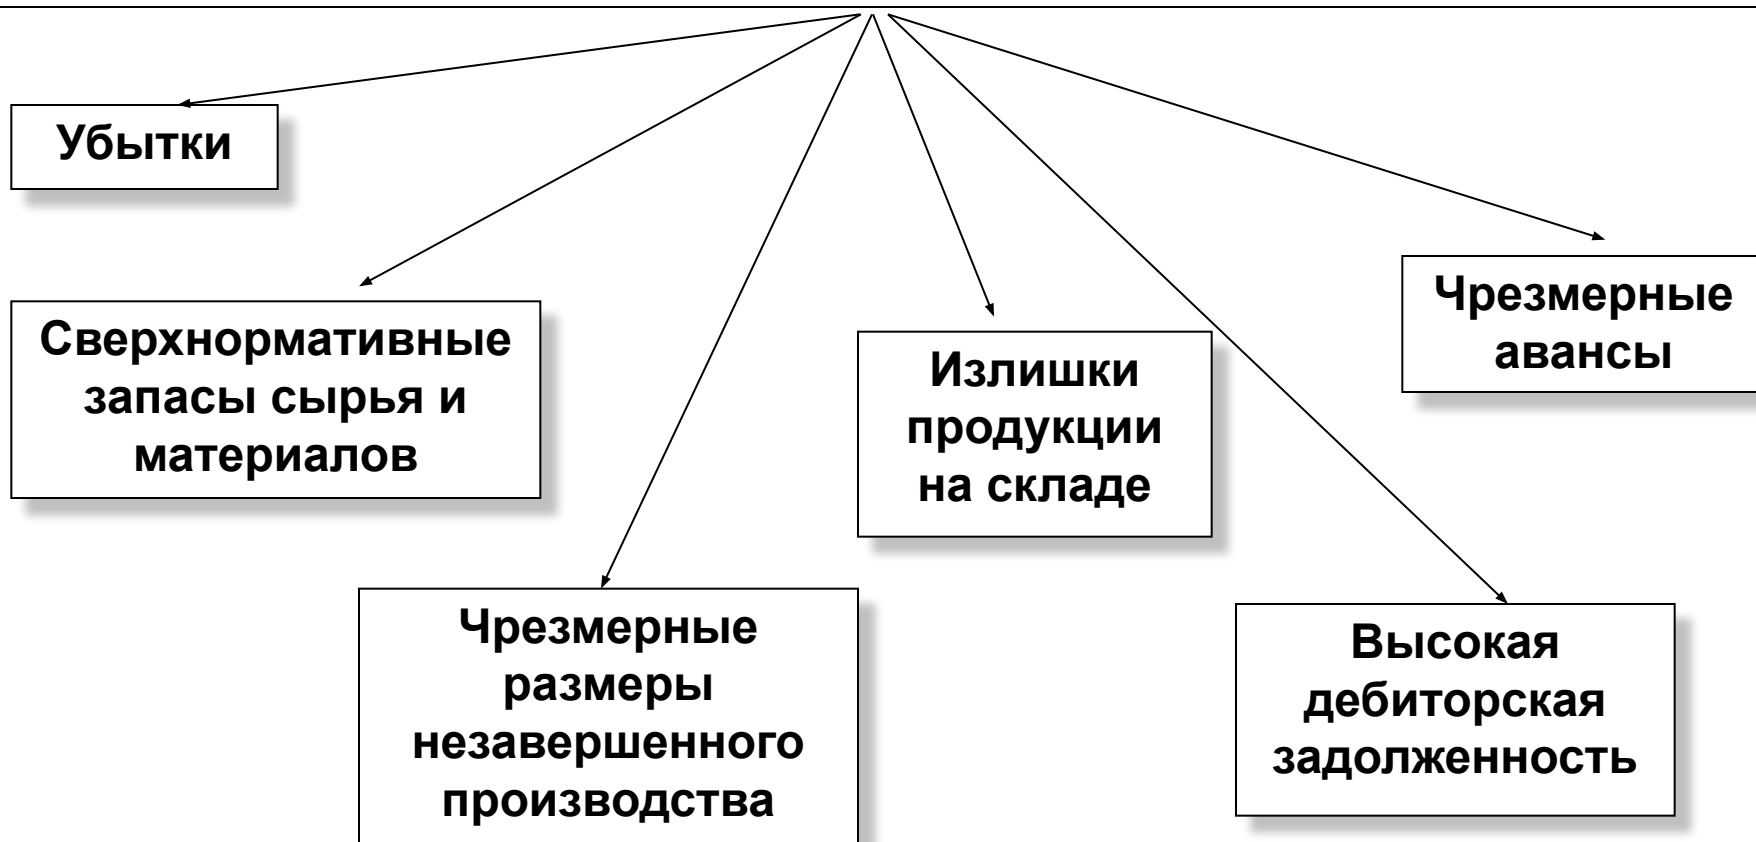 Убытки
Сверхнормативные
запасы сырья и
материалов
Чрезмерные
размеры
незавершенного
производства
Излишки
продукции
на складе
Высокая
дебиторская
задолженность
Чрезмерные
авансы